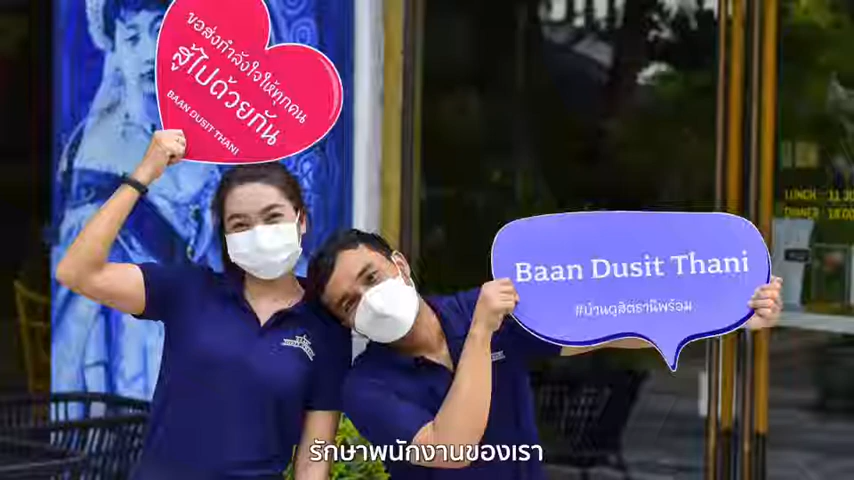 ขอส่งกำลังใจให้ทุกคน
สู้ไปด้วยกัน
BAAN DUSIT THANI
Baan Dusit Thani
#บ้านดุสิตธานีพร้อม
LUNCH
DINNER
รักษาพนักงานของเรา